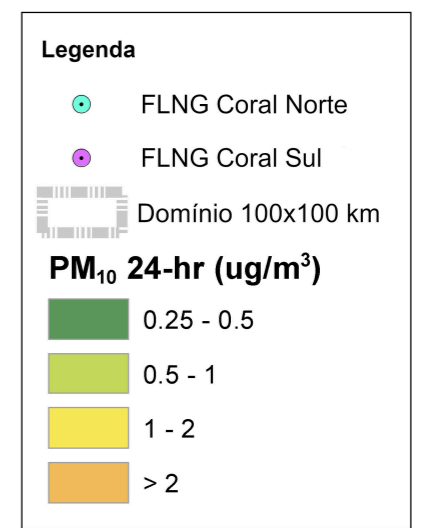 Legenda
FLNG Coral Norte
FLNG Coral Sul
Domínio 100x100 km
PM₁₀ 24-hr (ug/m³)
0.25 - 0.5
0.5 - 1
1 - 2
> 2